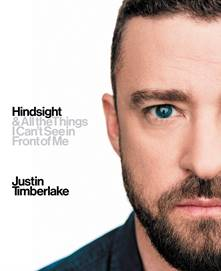 Hindsight
& All the Things
I Can't See in
Front of Me
Justin
Timberlake